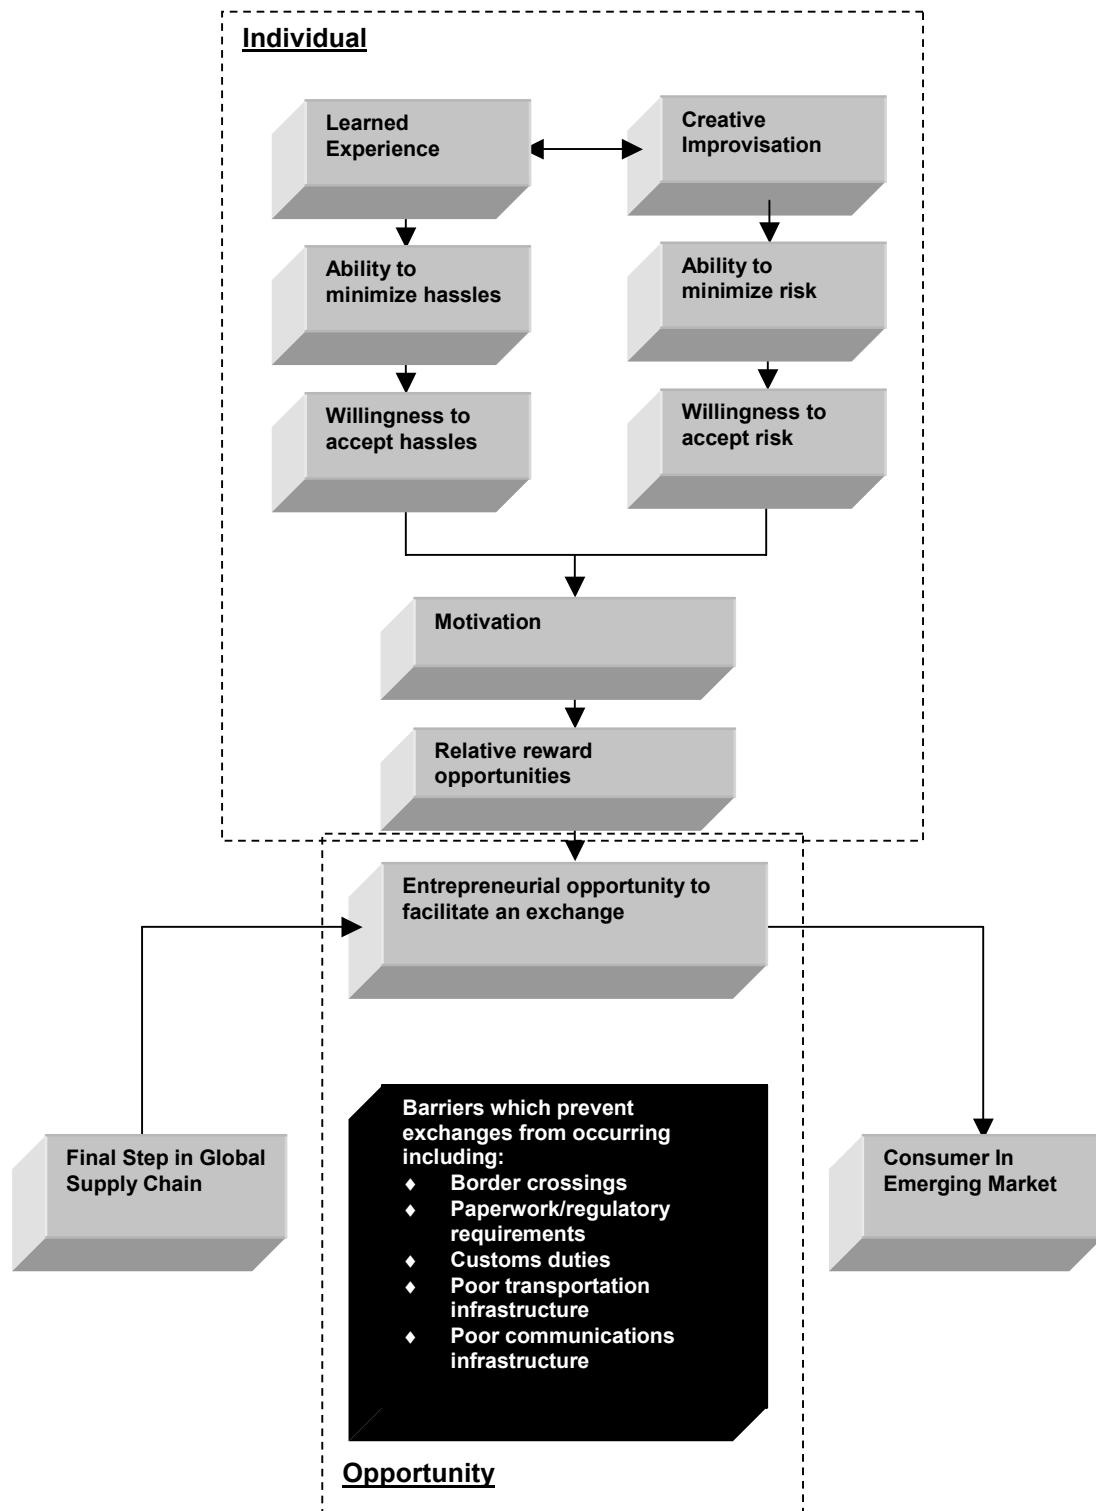 Individual
Learned
Experience
Creative
Improvisation
Ability to
minimize hassles
Ability to
minimize risk
Willingness to
accept hassles
Willingness to
accept risk
Motivation
Relative reward
opportunities
Entrepreneurial opportunity to
facilitate an exchange
Final Step in Global
Supply Chain
Barriers which prevent
exchanges from occurring
including:
♦ Border crossings
♦ Paperwork/regulatory
requirements
♦ Customs duties
♦ Poor transportation
infrastructure
♦ Poor communications
infrastructure
Consumer In
Emerging Market
Opportunity